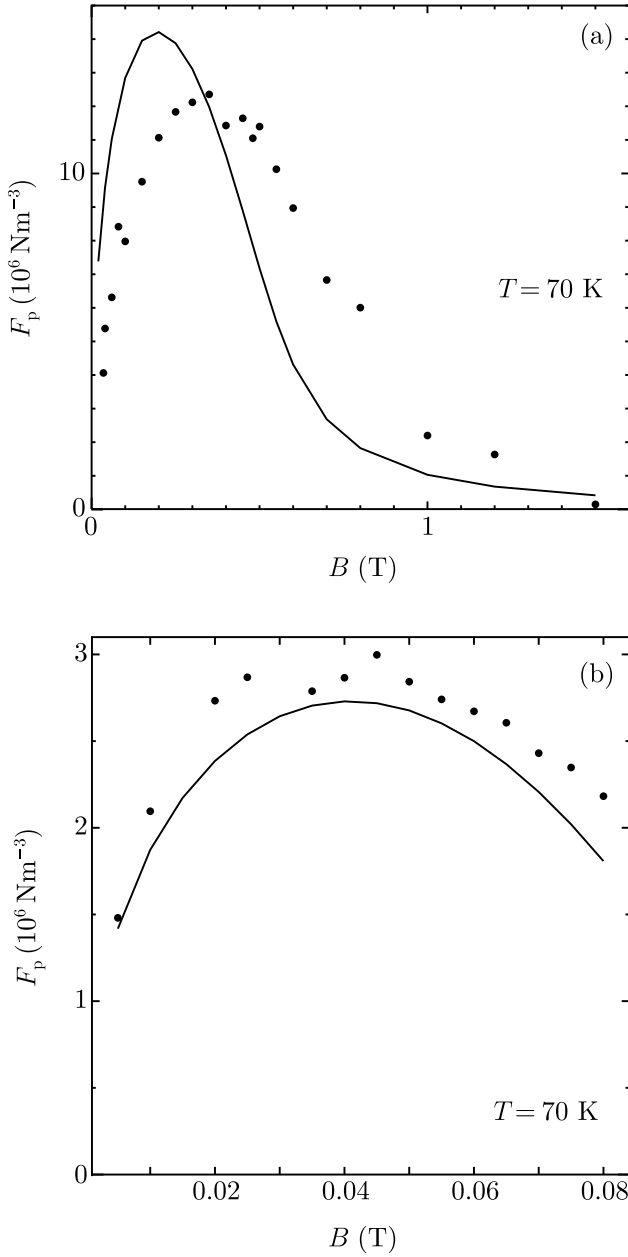 (a)
10
F_p (10^6 Nm^−3)
T = 70 K
0
0
1
B (T)
3
(b)
2
F_p (10^6 Nm^−3)
1
T = 70 K
0
0.02
0.04
0.06
0.08
B (T)